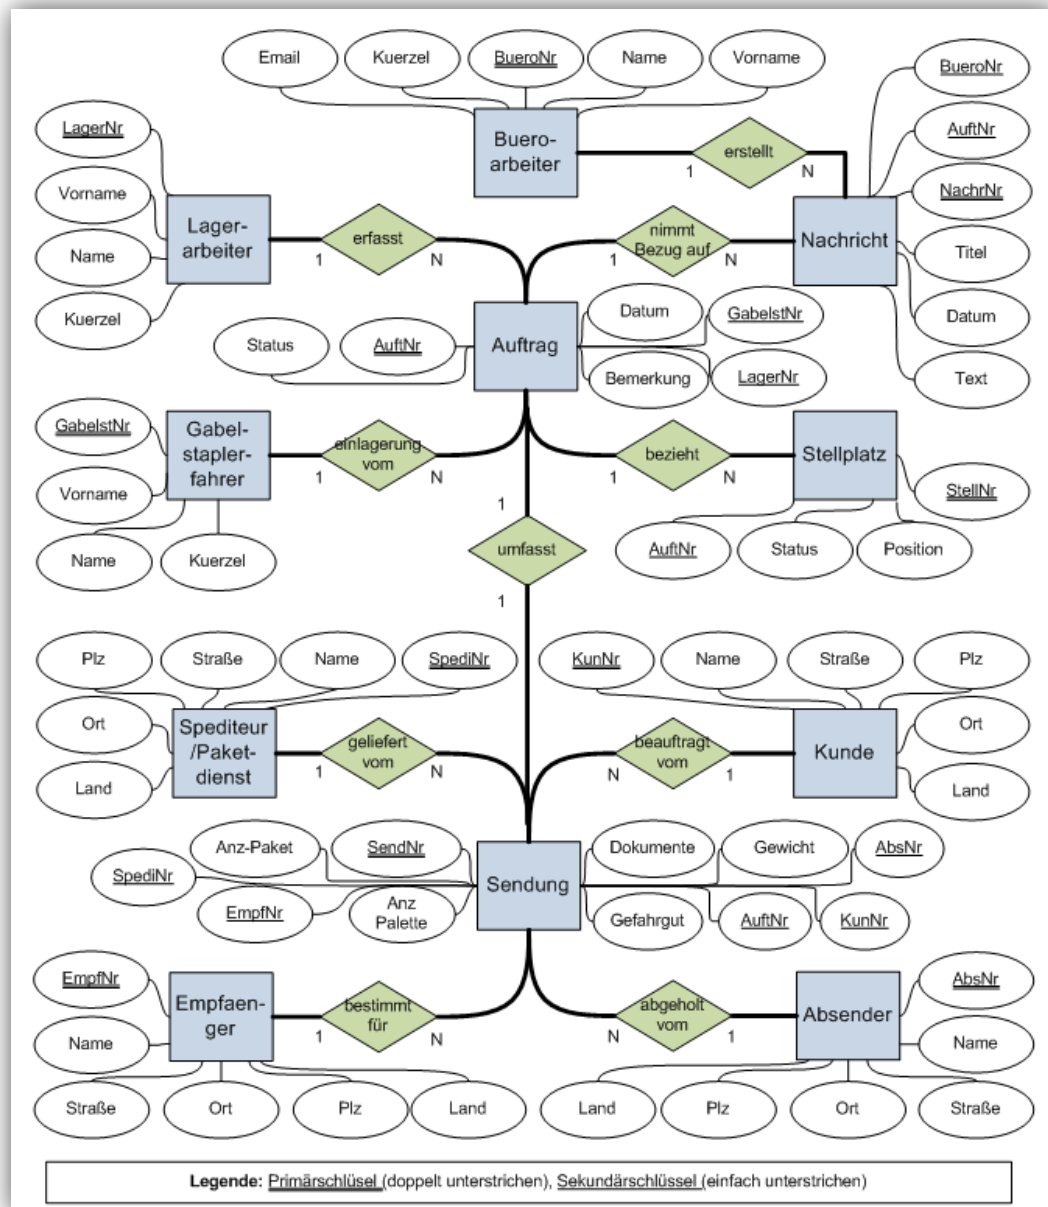 Email
Kuerzel
BueroNr
Name
Vorname
BueroNr
LagerNr
Buero-
arbeiter
erstellt
1
N
AuftNr
Vorname
NachrNr
Lager-
arbeiter
erfasst
1
N
nimmt
Bezug auf
1
N
Nachricht
Name
Titel
Kuerzel
Datum
Status
AuftNr
Auftrag
Datum
GabelstNr
Bemerkung
LagerNr
Datum
Text
GabelstNr
Gabel-
stapler-
fahrer
einlagerung
vom
1
N
bezieht
1
N
Stellplatz
Vorname
StellNr
Name
Kuerzel
1
umfasst
1
AuftNr
Status
Position
Plz
Straße
Name
SpediNr
KunNr
Name
Straße
Plz
Ort
Spediteur
/Paket-
dienst
geliefert
vom
1
N
beauftragt
vom
N
1
Kunde
Ort
Land
Land
Anz-Paket
SendNr
Dokumente
Gewicht
AbsNr
SpediNr
Sendung
EmpfNr
Anz
Palette
Gefahrgut
AuftNr
KunNr
EmpfNr
Empfaen-
ger
bestimmt
für
1
N
abgeholt
vom
N
1
Absender
AbsNr
Name
Name
Straße
Ort
Plz
Land
Land
Plz
Ort
Straße
Legende: Primärschlüsel (doppelt unterstrichen), Sekundärschlüssel (einfach unterstrichen)